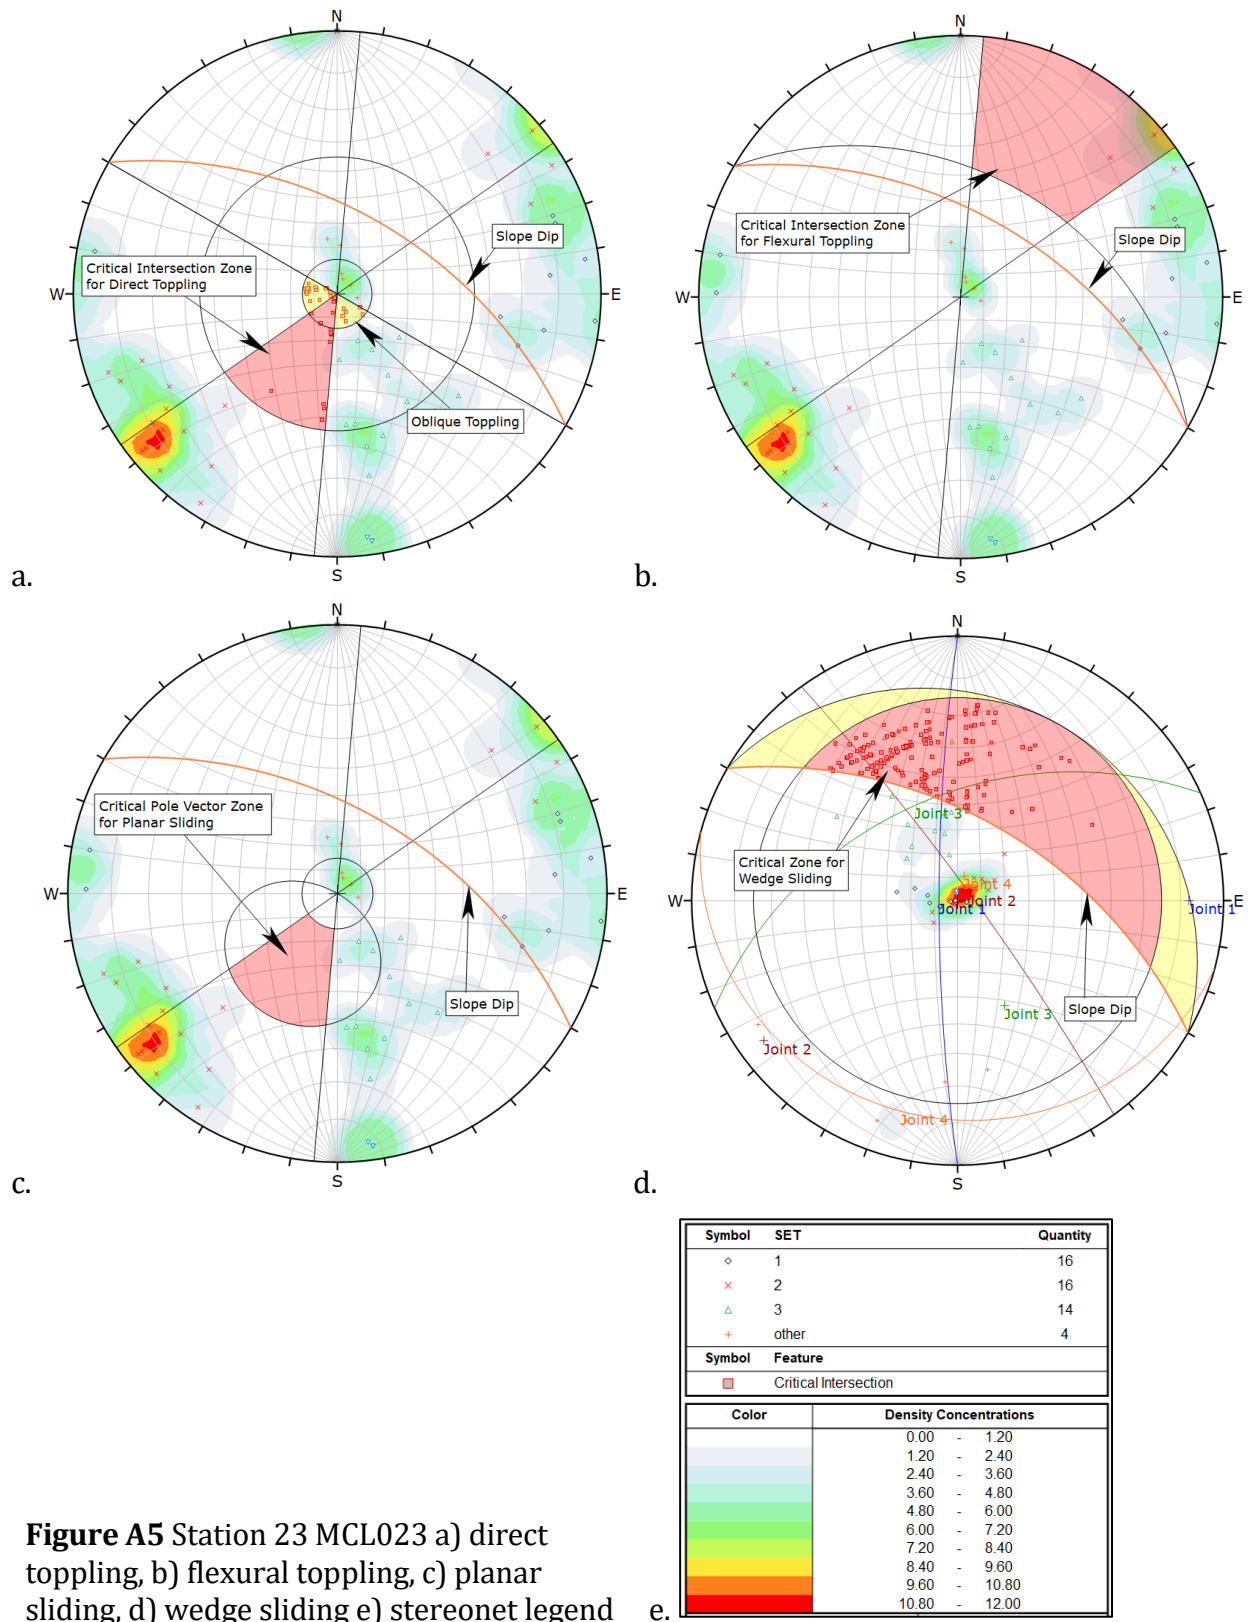 N
W
E
S
Slope Dip
Critical Intersection Zone
for Direct Toppling
Oblique Toppling
a.
N
W
E
S
Critical Intersection Zone
for Flexural Toppling
Slope Dip
b.
N
W
E
S
Critical Pole Vector Zone
for Planar Sliding
Slope Dip
c.
N
W
E
S
Joint 3
Critical Zone for
Wedge Sliding
Joint 4
Joint 2
Joint 1
Joint 1
Joint 3
Slope Dip
Joint 2
Joint 4
d.
Symbol SET Quantity
1 16
2 16
3 14
other 4
Symbol Feature
Critical Intersection
Color Density Concentrations
0.00 - 1.20
1.20 - 2.40
2.40 - 3.60
3.60 - 4.80
4.80 - 6.00
6.00 - 7.20
7.20 - 8.40
8.40 - 9.60
9.60 - 10.80
10.80 - 12.00
e.
Figure A5 Station 23 MCL023 a) direct
toppling, b) flexural toppling, c) planar
sliding, d) wedge sliding e) stereonet legend